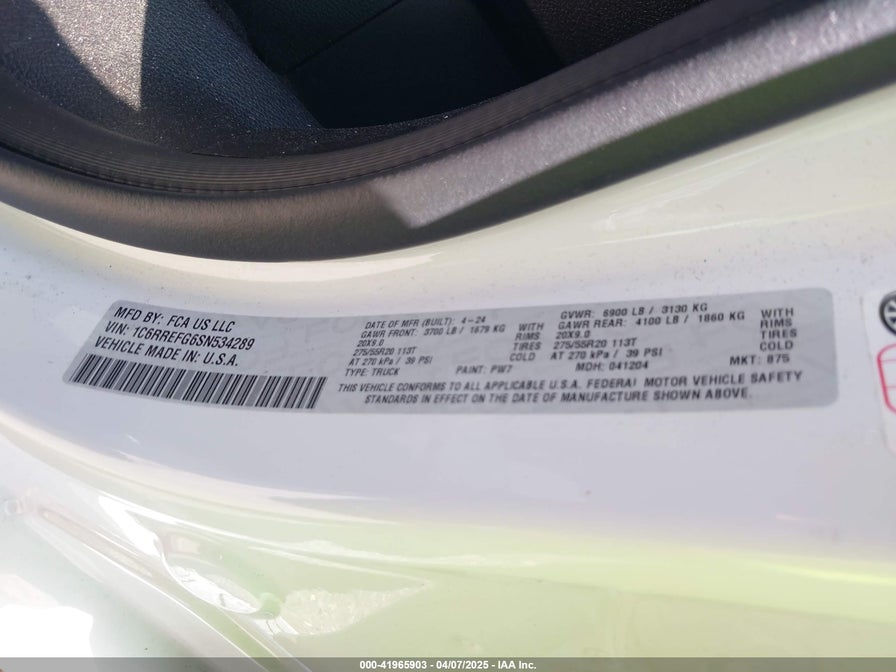 MFD BY: FCA US LLC
VIN: 1C6RREFG6SN534289
VEHICLE MADE IN: U.S.A.
DATE OF MFR (BUILT): 4-24
GAWR FRONT: 3700 LB / 1679 KG WITH
20X9.0 RIMS
275/55R20 113T TIRES
AT 270 kPa / 39 PSI COLD
TYPE: TRUCK PAINT: PW7
GVWR: 6900 LB / 3130 KG
GAWR REAR: 4100 LB / 1860 KG WITH
20X9.0 RIMS
275/55R20 113T TIRES
AT 270 kPa / 39 PSI COLD
MDH: 041204 MKT: 875
THIS VEHICLE CONFORMS TO ALL APPLICABLE U.S.A. FEDERAL MOTOR VEHICLE SAFETY
STANDARDS IN EFFECT ON THE DATE OF MANUFACTURE SHOWN ABOVE.
000-41965903 — 04/07/2025 — IAA Inc.